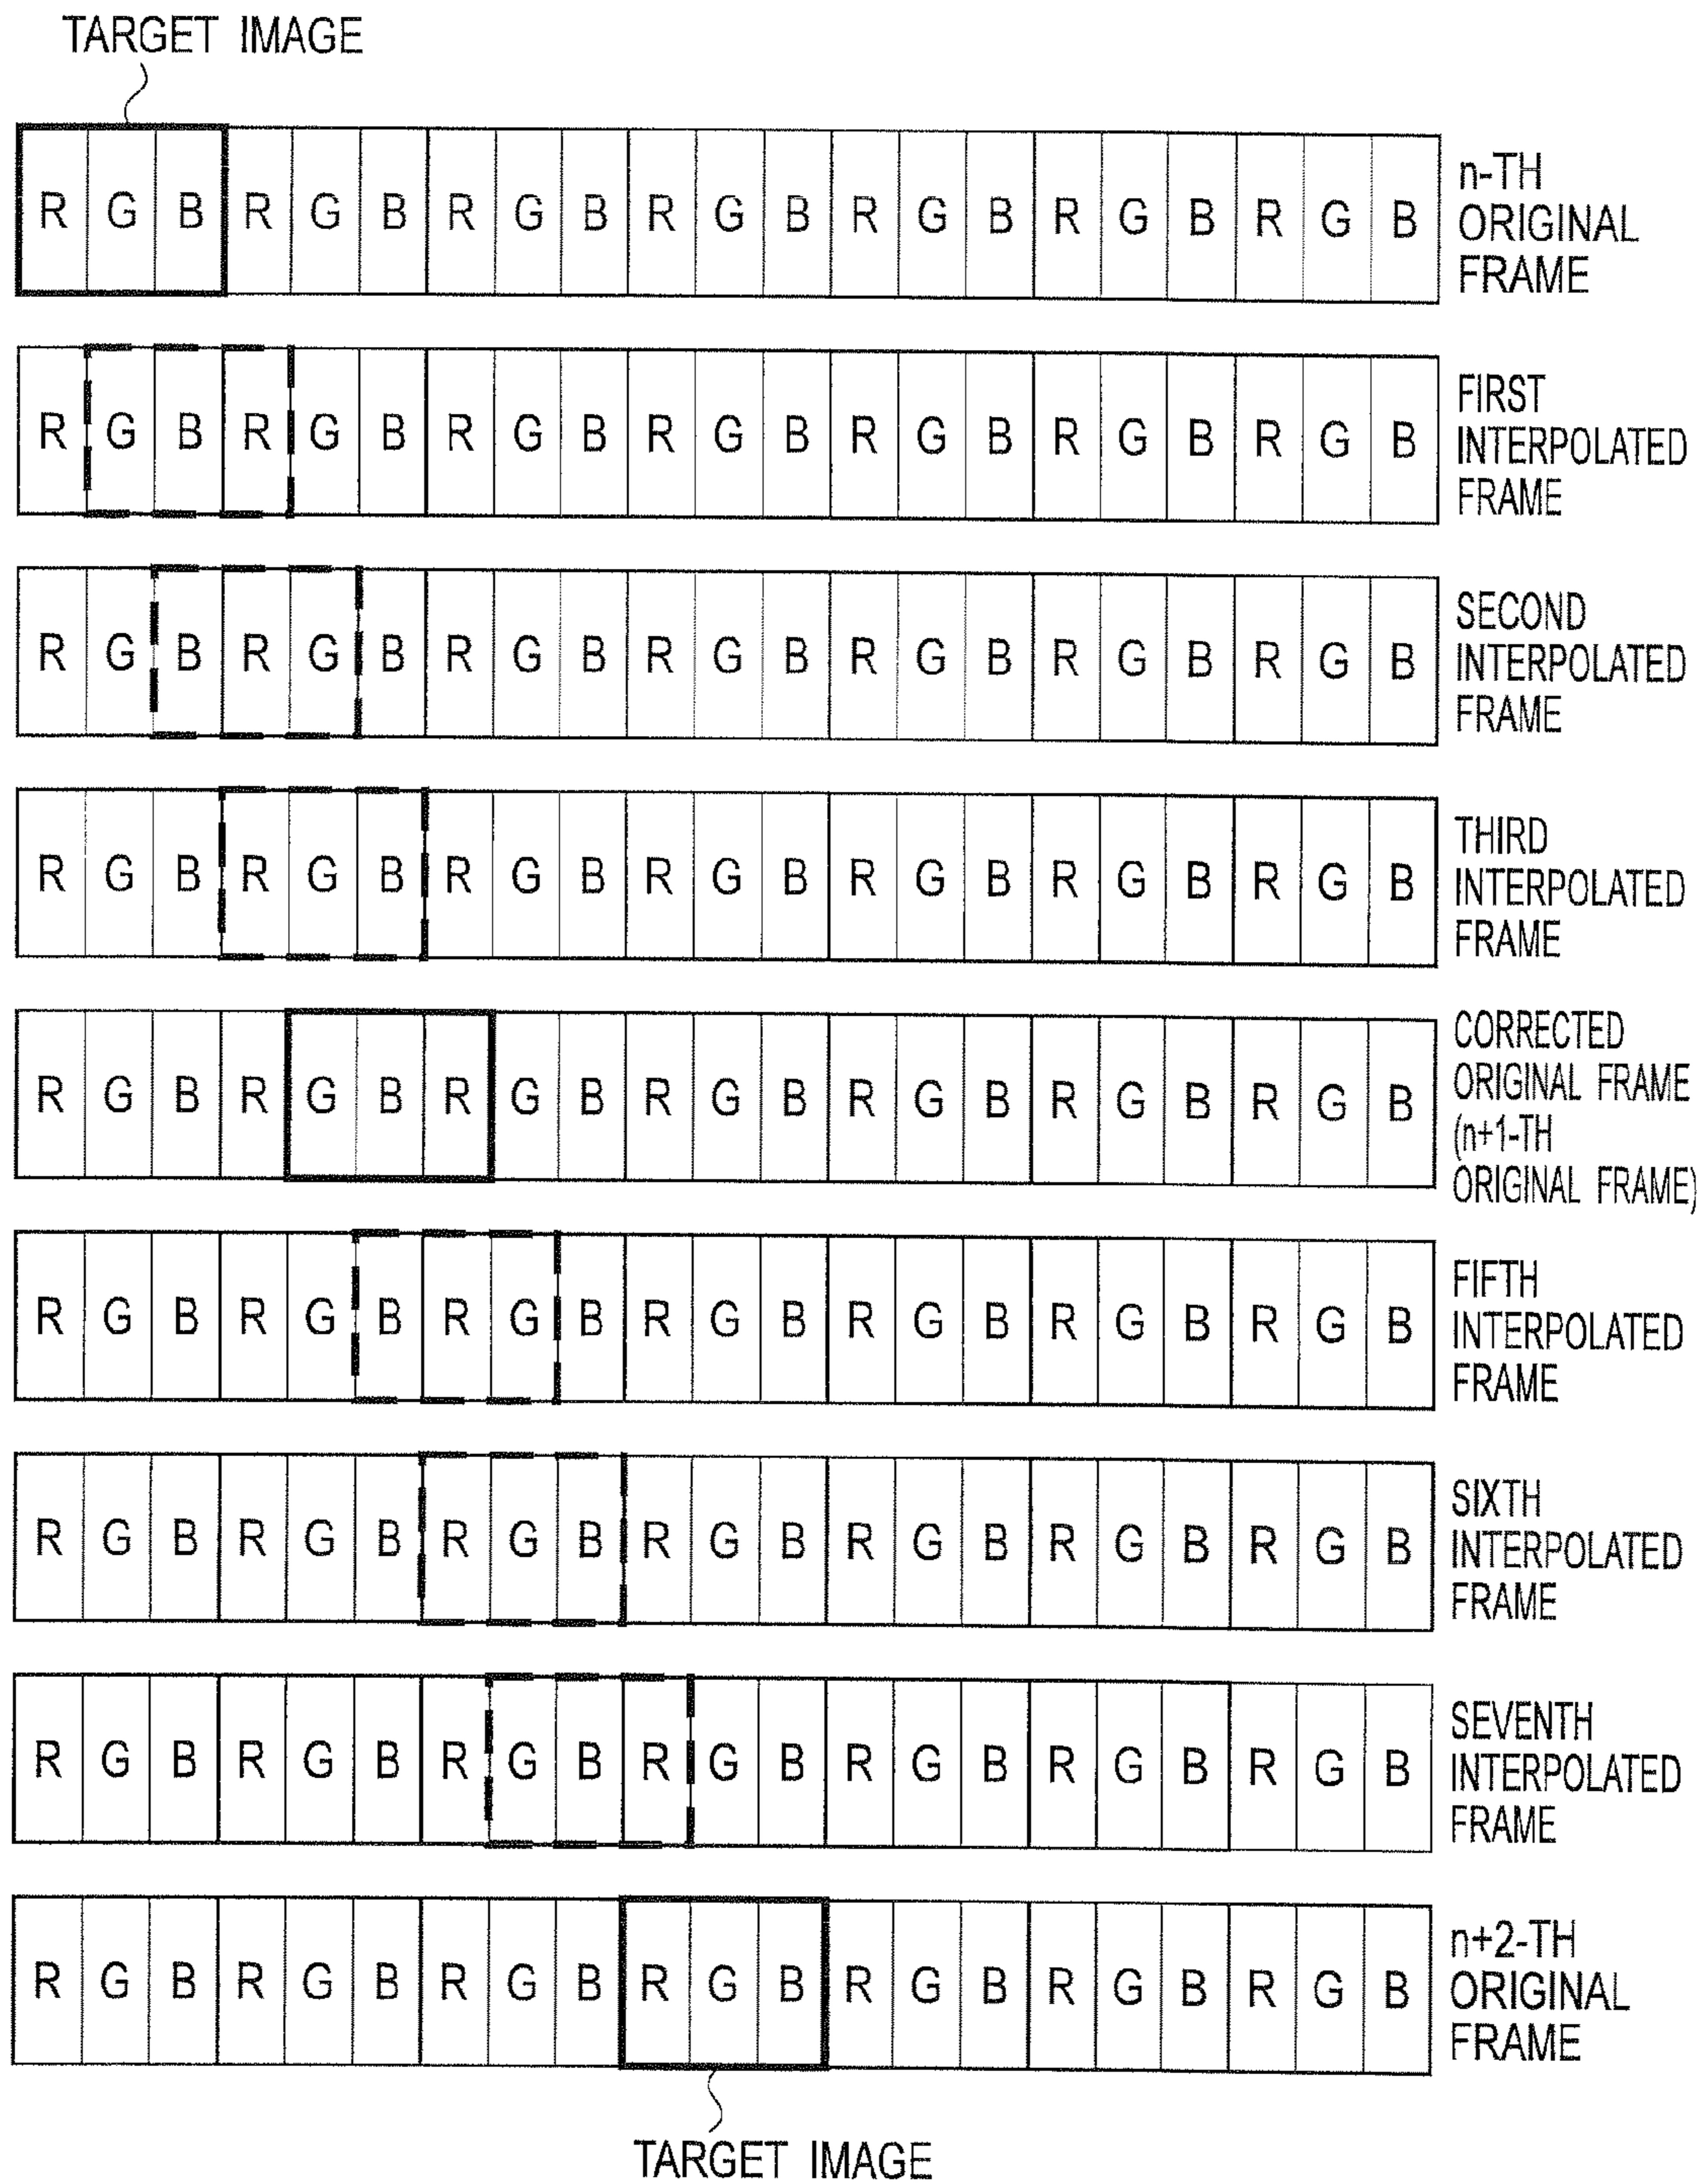 TARGET IMAGE
R G B R G B R G B R G B R G B R G B R G B
n-TH
ORIGINAL
FRAME
R G B R G B R G B R G B R G B R G B R G B
FIRST
INTERPOLATED
FRAME
R G B R G B R G B R G B R G B R G B R G B
SECOND
INTERPOLATED
FRAME
R G B R G B R G B R G B R G B R G B R G B
THIRD
INTERPOLATED
FRAME
R G B R G B R G B R G B R G B R G B R G B
CORRECTED
ORIGINAL FRAME
(n+1-TH
ORIGINAL FRAME)
R G B R G B R G B R G B R G B R G B R G B
FIFTH
INTERPOLATED
FRAME
R G B R G B R G B R G B R G B R G B R G B
SIXTH
INTERPOLATED
FRAME
R G B R G B R G B R G B R G B R G B R G B
SEVENTH
INTERPOLATED
FRAME
R G B R G B R G B R G B R G B R G B R G B
n+2-TH
ORIGINAL
FRAME
TARGET IMAGE